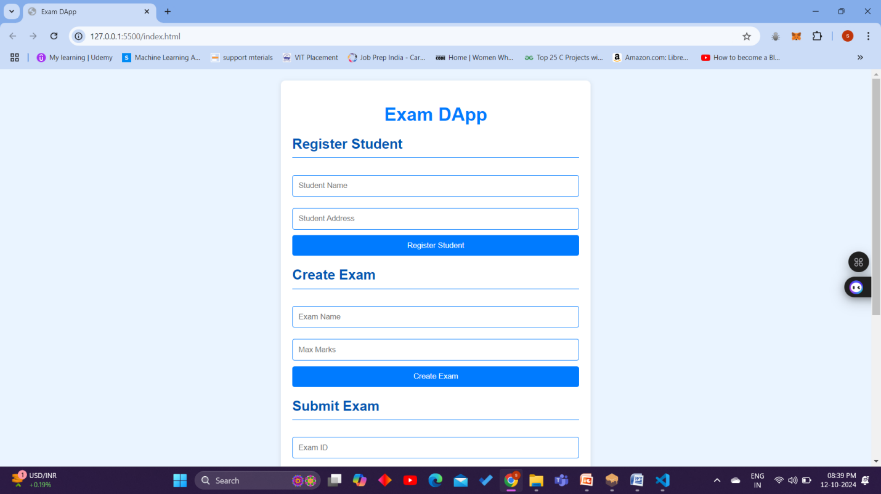 Exam DApp
127.0.0.1:5500/index.html
My learning | Udemy
Machine Learning A...
support mterials
VIT Placement
Job Prep India - Car...
Home | Women Wh...
Top 25 C Projects wi...
Amazon.com: Libre...
How to become a Bl...
Exam DApp
Register Student
Student Name
Student Address
Register Student
Create Exam
Exam Name
Max Marks
Create Exam
Submit Exam
Exam ID
USD/INR
+0.19%
Search
ENG
IN
08:39 PM
12-10-2024